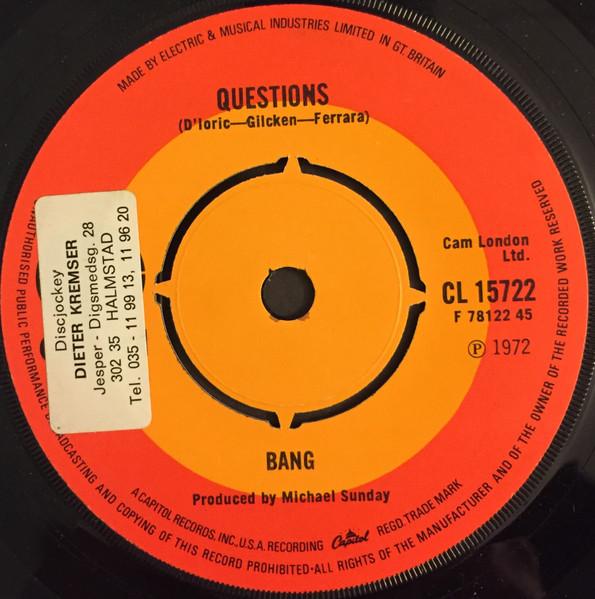 MADE BY ELECTRIC & MUSICAL INDUSTRIES LIMITED IN GT. BRITAIN
QUESTIONS
(D'Ioric—Gilcken—Ferrara)
Discjockey
DIETER KREMSER
Jesper - Digsmedsg. 28
302 35 HALMSTAD
Tel. 035 - 11 99 13, 11 96 20
Cam London
Ltd.
CL 15722
F 78122 45
Ⓟ 1972
BANG
Produced by Michael Sunday
A CAPITOL RECORDS, INC., U.S.A. RECORDING Capitol REGD. TRADE MARK
AUTHORISED PUBLIC PERFORMANCE BROADCASTING AND COPYING OF THIS RECORD PROHIBITED·ALL RIGHTS OF THE MANUFACTURER AND OF THE OWNER OF THE RECORDED WORK RESERVED